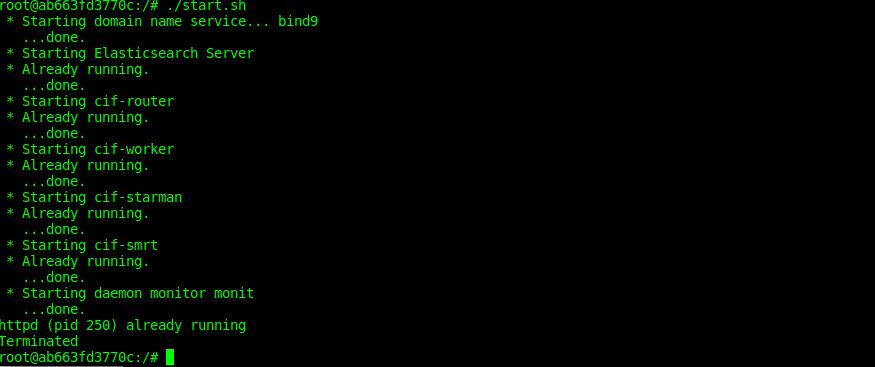 root@ab663fd3770c:/# ./start.sh
 * Starting domain name service... bind9
   ...done.
 * Starting Elasticsearch Server
 * Already running.
   ...done.
 * Starting cif-router
 * Already running.
   ...done.
 * Starting cif-worker
 * Already running.
   ...done.
 * Starting cif-starman
 * Already running.
   ...done.
 * Starting cif-smrt
 * Already running.
   ...done.
 * Starting daemon monitor monit
   ...done.
httpd (pid 250) already running
Terminated
root@ab663fd3770c:/#